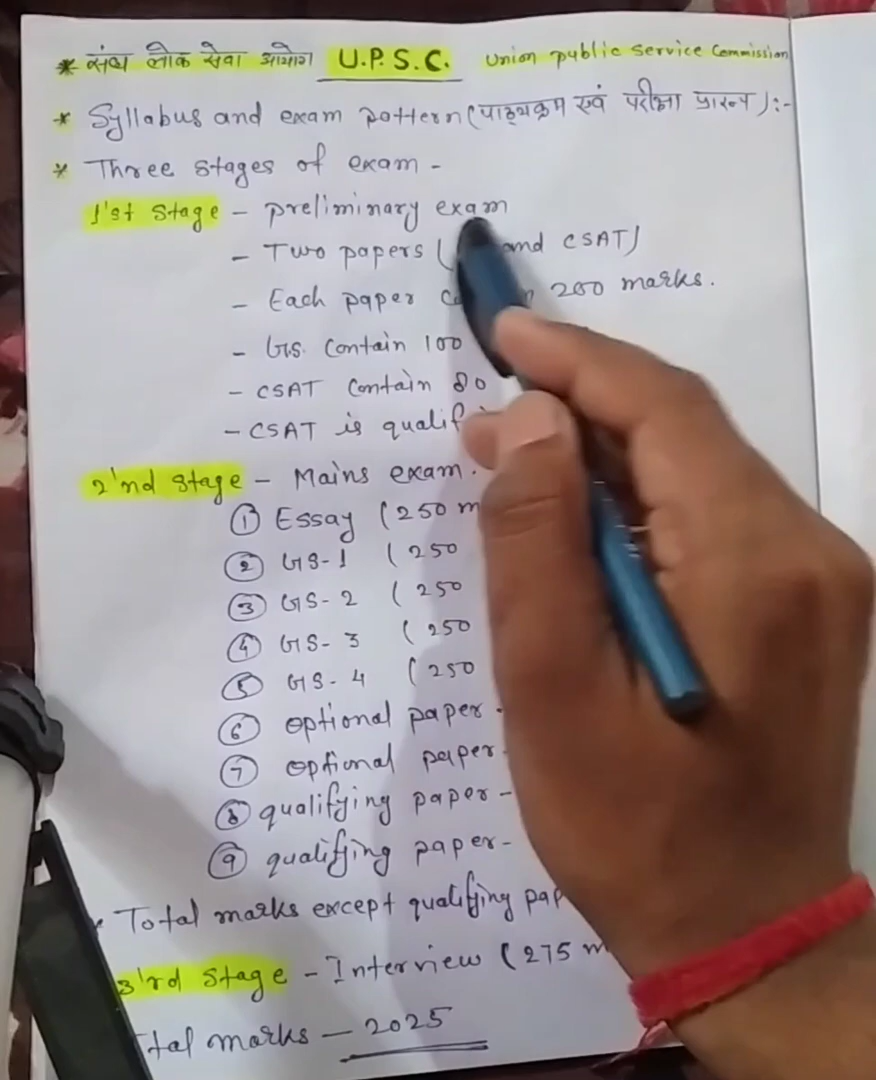 * संघ लोक सेवा आयोग U.P.S.C. Union public service commission
* Syllabus and exam pattern (पाठ्यक्रम एवं परीक्षा प्रारूप) :-
* Three stages of exam -
1'st stage - preliminary exam
- Two papers ( and CSAT)
- Each paper 200 marks.
- G.S. Contain 100
- CSAT Contain 80
- CSAT is
2'nd stage - Mains exam.
① Essay (250
② GS-1 (250
③ GS-2 (250
④ GS-3 (250
⑤ GS-4 (250
⑥ optional paper -
⑦ optional paper -
⑧ qualifying paper -
⑨ qualifying paper -
Total marks except qualifying
3'rd stage - Interview (275
marks - 2025